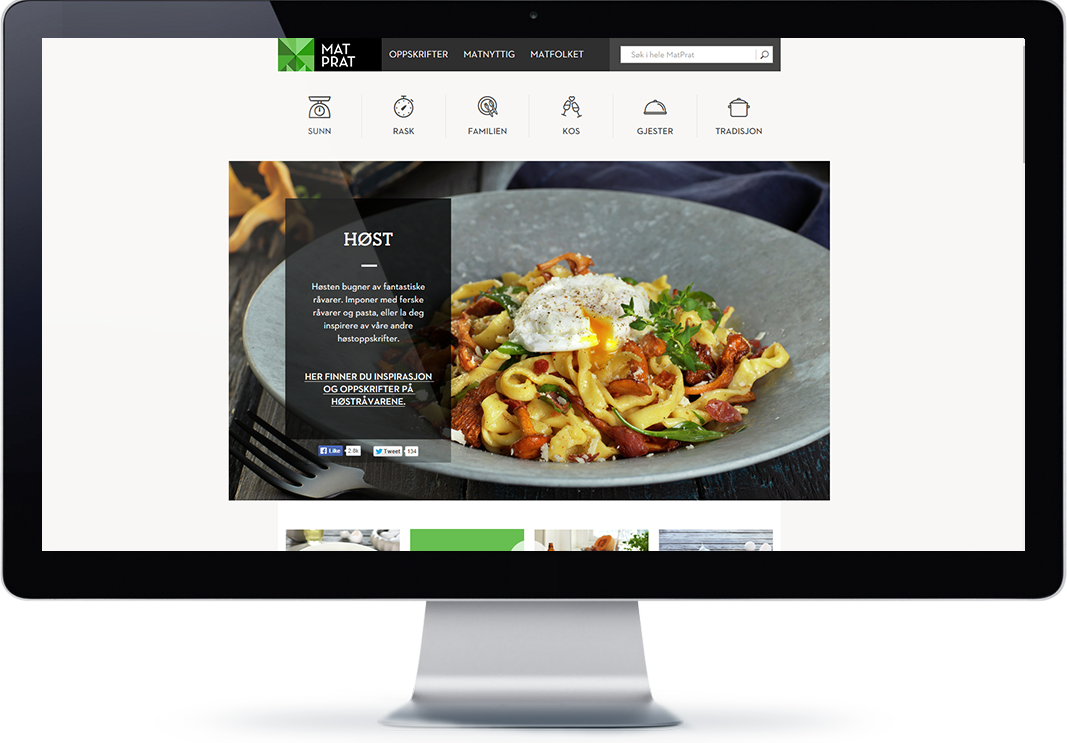 MAT
PRAT
OPPSKRIFTER MATNYTTIG MATFOLKET
Søk i hele MatPrat
SUNN RASK FAMILIEN KOS GJESTER TRADISJON
HØST
Høsten bugner av fantastiske
råvarer. Imponer med ferske
råvarer og pasta, eller la deg
inspirere av våre andre
høstoppskrifter.
HER FINNER DU INSPIRASJON
OG OPPSKRIFTER PÅ
HØSTRÅVARENE.
Like 2.8k Tweet 134